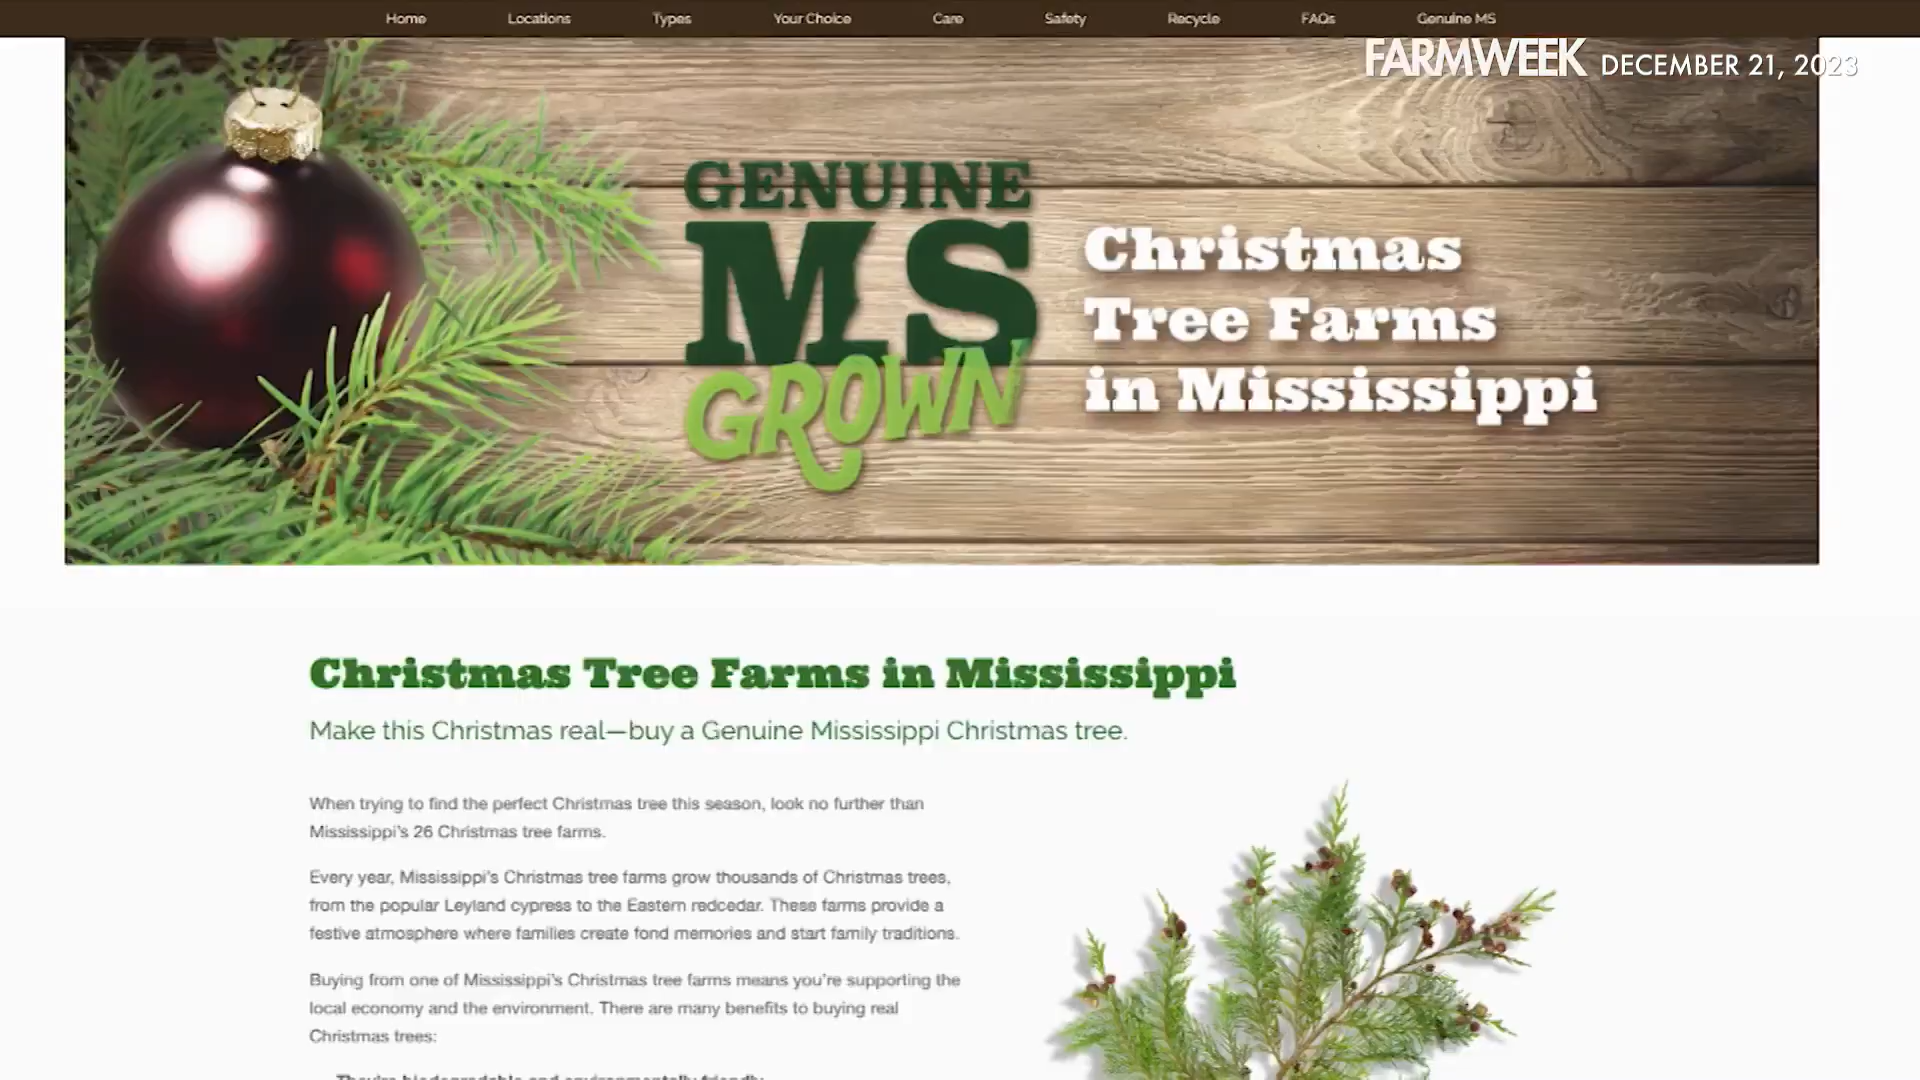 Home Locations Types Your Choice Care Safety Recycle FAQs Genuine MS
FARMWEEK DECEMBER 21, 2023
GENUINE
MS
GROWN
Christmas
Tree Farms
in Mississippi
Christmas Tree Farms in Mississippi
Make this Christmas real—buy a Genuine Mississippi Christmas tree.
When trying to find the perfect Christmas tree this season, look no further than
Mississippi's 26 Christmas tree farms.
Every year, Mississippi's Christmas tree farms grow thousands of Christmas trees,
from the popular Leyland cypress to the Eastern redcedar. These farms provide a
festive atmosphere where families create fond memories and start family traditions.
Buying from one of Mississippi's Christmas tree farms means you're supporting the
local economy and the environment. There are many benefits to buying real
Christmas trees:
They're biodegradable and environmentally friendly